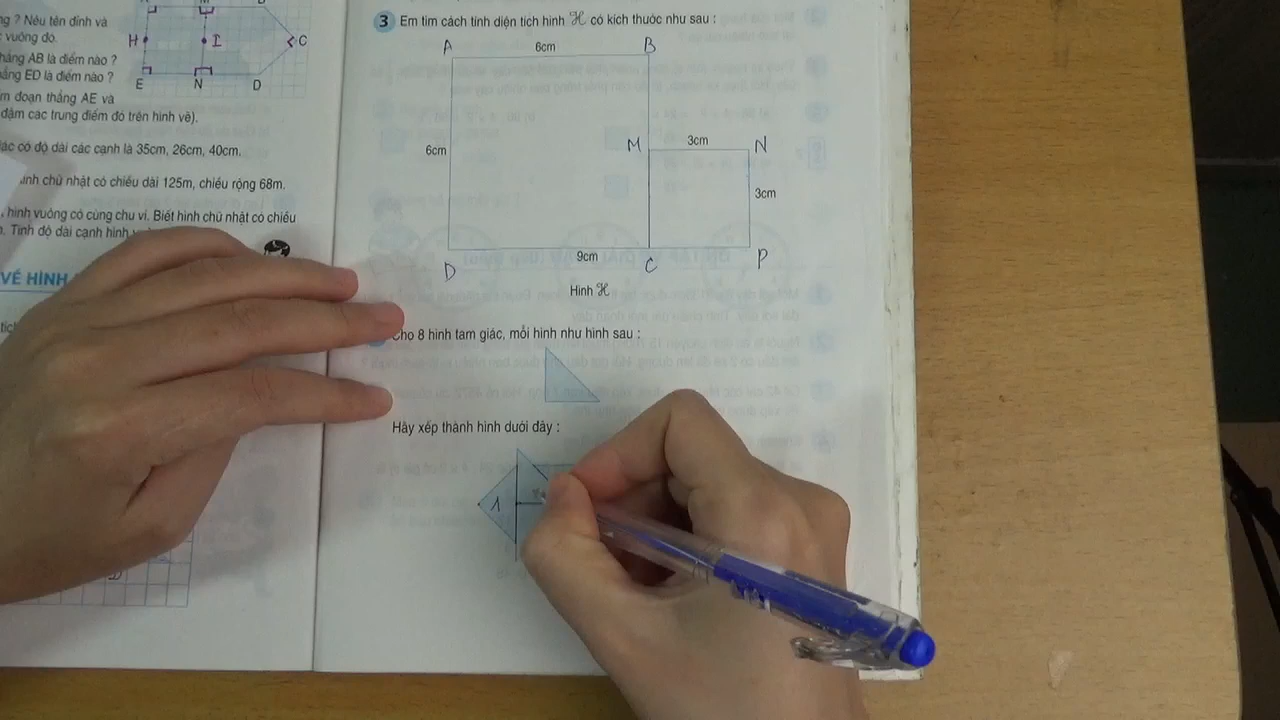 ng ? Nêu tên đỉnh và
vuông đó.
hẳng AB là điểm nào ?
hẳng ED là điểm nào ?
m đoạn thẳng AE và
đậm các trung điểm đó trên hình vẽ).
iác có độ dài các cạnh là 35cm, 26cm, 40cm.
ình chữ nhật có chiều dài 125m, chiều rộng 68m.
, hình vuông có cùng chu vi. Biết hình chữ nhật có chiều
. Tính độ dài cạnh hình
VỀ HÌNH
H I C
E N D
3 Em tìm cách tính diện tích hình ℋ có kích thước như sau :
A 6cm B
6cm M 3cm N
3cm
D 9cm C P
Hình ℋ
Cho 8 hình tam giác, mỗi hình như hình sau :
Hãy xếp thành hình dưới đây :
1
D